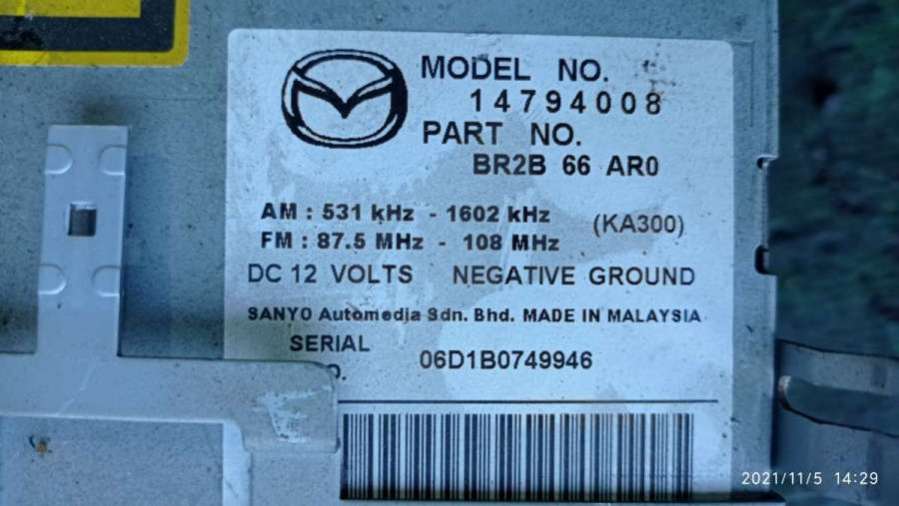 MODEL NO.
14794008
PART NO.
BR2B 66 AR0
AM : 531 kHz - 1602 kHz
(KA300)
FM : 87.5 MHz - 108 MHz
DC 12 VOLTS NEGATIVE GROUND
SANYO Automedia Sdn. Bhd. MADE IN MALAYSIA
SERIAL
06D1B0749946
2021/11/5 14:29